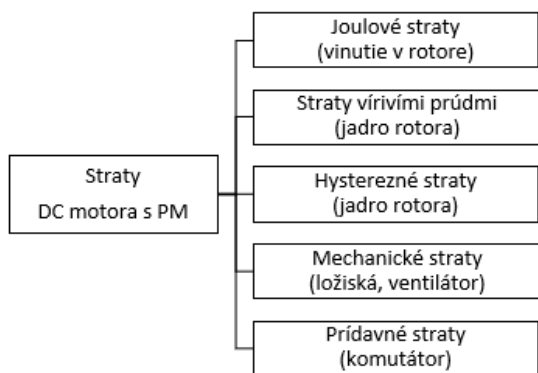 Straty
DC motora s PM
Joulové straty
(vinutie v rotore)
Straty vírivími prúdmi
(jadro rotora)
Hysterezné straty
(jadro rotora)
Mechanické straty
(ložiská, ventilátor)
Prídavné straty
(komutátor)